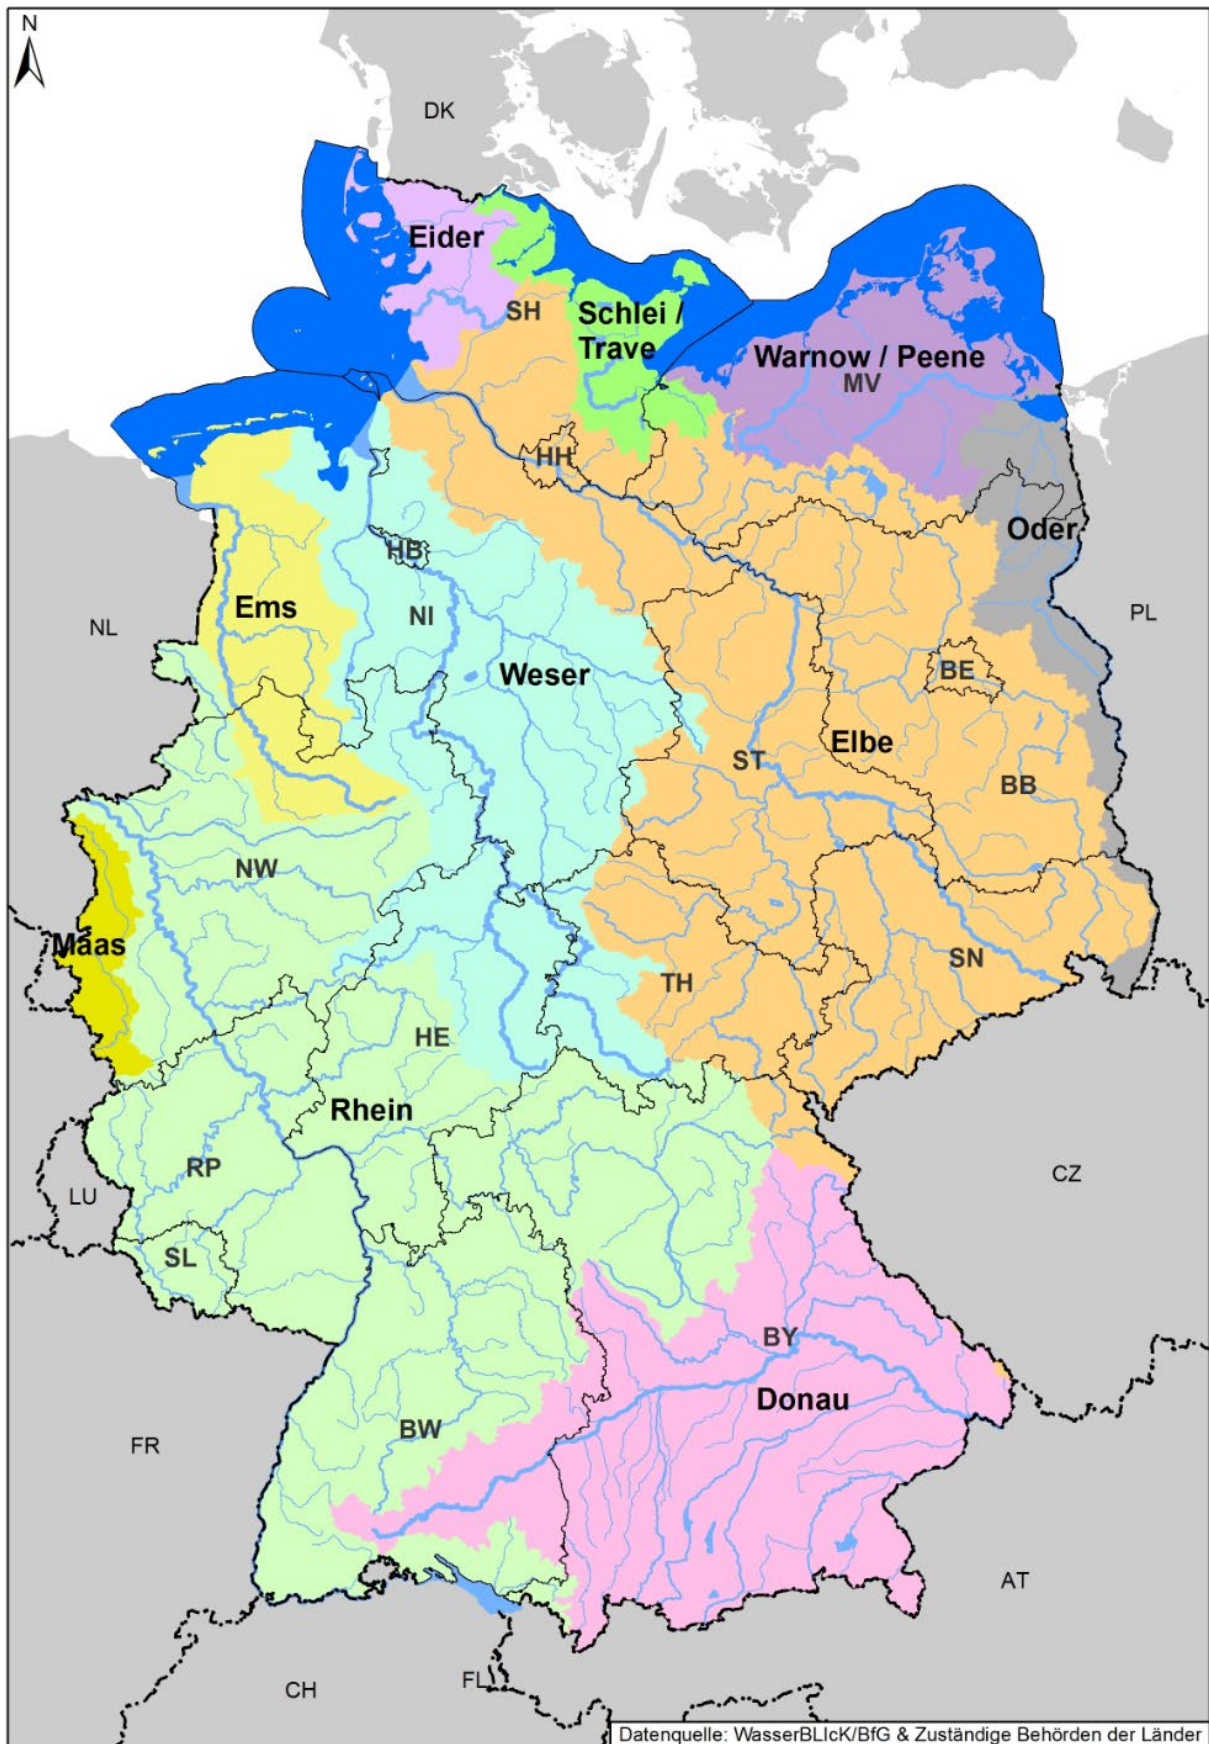 N
DK
Eider
SH
Schlei /
Trave
Warnow / Peene
MV
HH
Oder
HB
Ems
NI
NL
PL
Weser
BE
Elbe
ST
BB
NW
Maas
SN
TH
HE
Rhein
RP
LU
CZ
SL
BY
Donau
BW
FR
AT
FL
CH
Datenquelle: WasserBLIcK/BfG & Zuständige Behörden der Länder